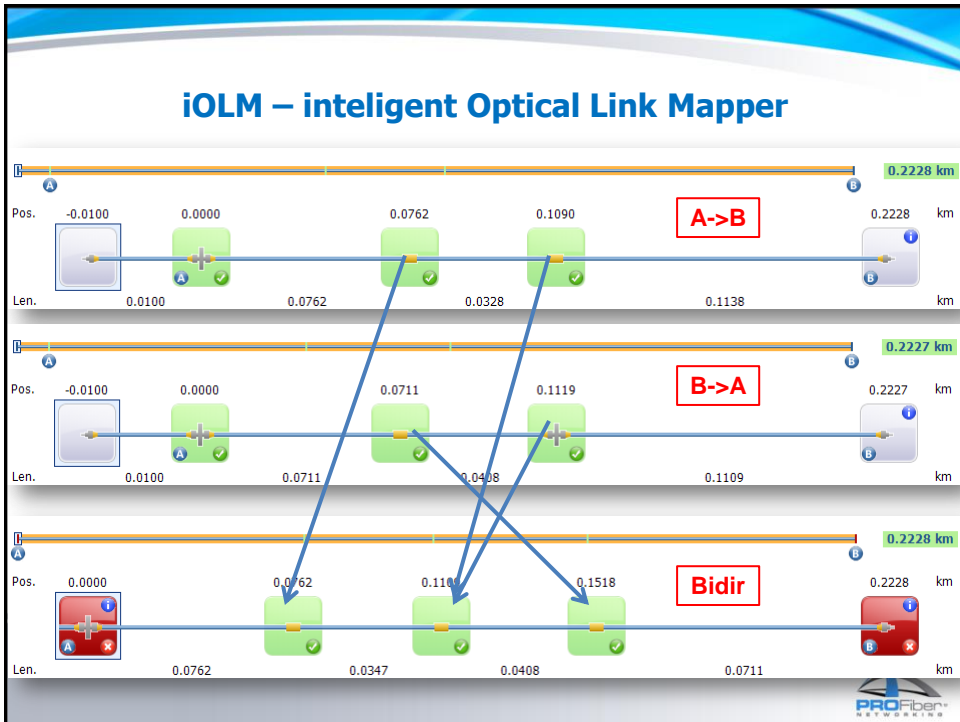 iOLM – inteligent Optical Link Mapper
0.2228 km
A B
Pos. -0.0100 0.0000 0.0762 0.1090 0.2228 km
A->B
A B
Len. 0.0100 0.0762 0.0328 0.1138 km
0.2227 km
A B
Pos. -0.0100 0.0000 0.0711 0.1119 0.2227 km
B->A
A B
Len. 0.0100 0.0711 0.0408 0.1109 km
0.2228 km
A B
Pos. 0.0000 0.0762 0.1518 0.2228 km
Bidir
A B
Len. 0.0762 0.0347 0.0408 0.0711 km
PROFiber
NETWORKING